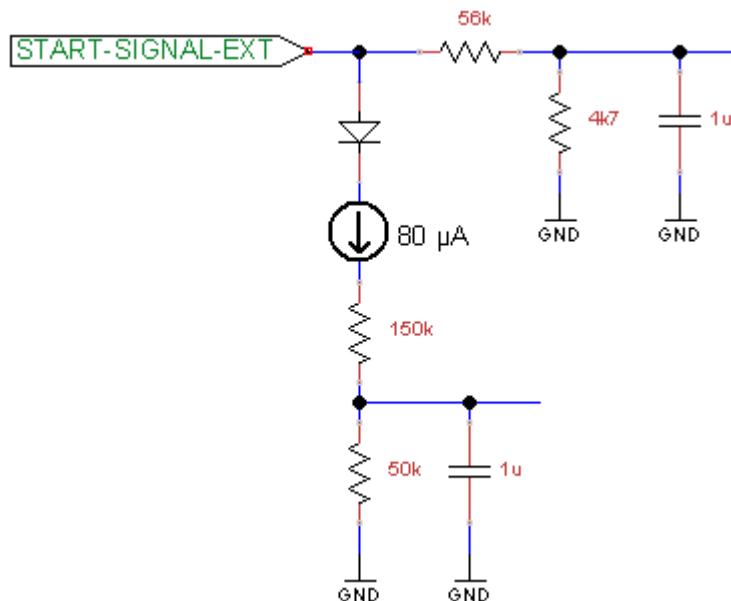 56k
START-SIGNAL-EXT
4k7
1u
GND
GND
80 µA
150k
50k
1u
GND
GND